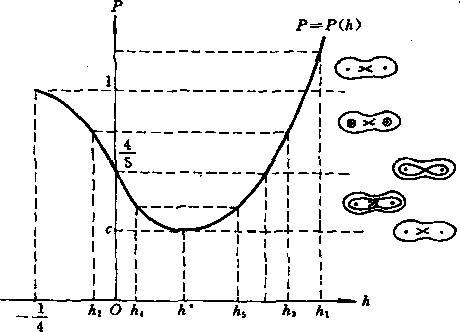 P
P=P(h)
1
4/5
c
-1/4 h₂ O h₄ h* h₅ h₃ h₁ h